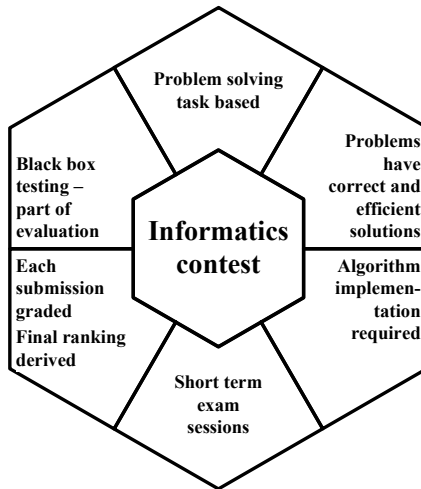 Problem solving
task based
Problems
have
correct and
efficient
solutions
Algorithm
implemen-
tation
required
Short term
exam
sessions
Each
submission
graded
Final ranking
derived
Black box
testing –
part of
evaluation
Informatics
contest